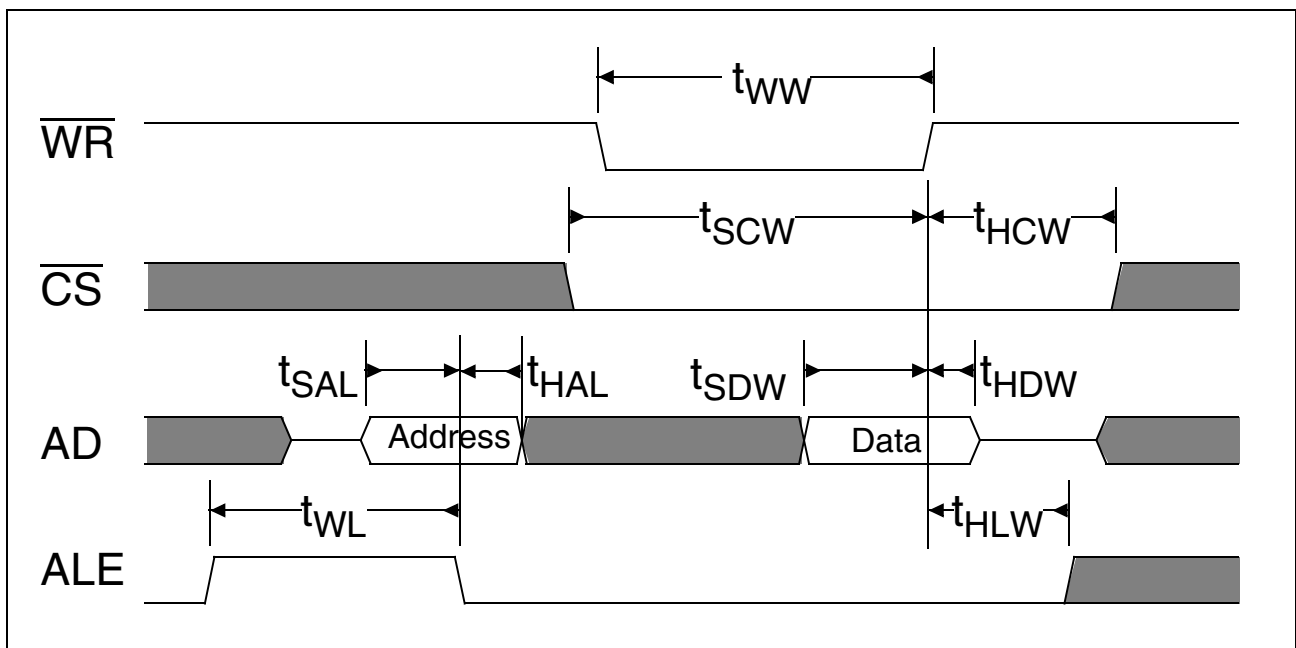 tWW
WR
tSCW tHCW
CS
tSAL tHAL tSDW tHDW
AD Address Data
tWL tHLW
ALE